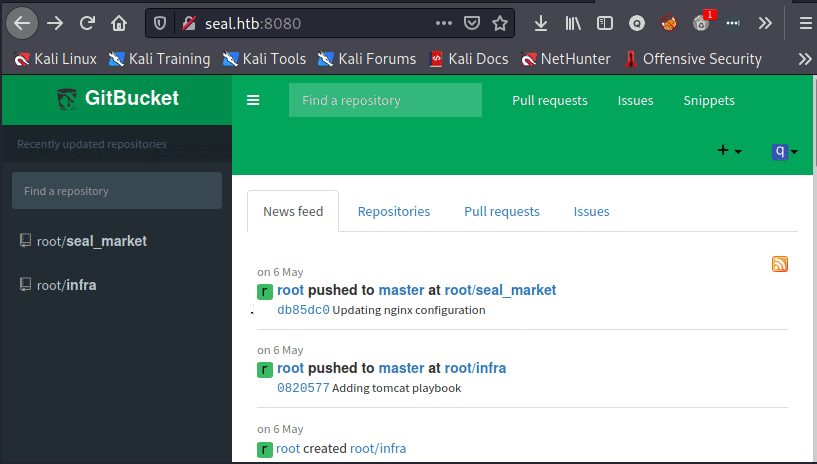 seal.htb:8080
1
Kali Linux Kali Training Kali Tools Kali Forums Kali Docs NetHunter Offensive Security
GitBucket
Find a repository
Pull requests Issues Snippets
q
Recently updated repositories
Find a repository
root/seal_market
root/infra
News feed Repositories Pull requests Issues
on 6 May
r root pushed to master at root/seal_market
db85dc0 Updating nginx configuration
on 6 May
r root pushed to master at root/infra
0820577 Adding tomcat playbook
on 6 May
r root created root/infra